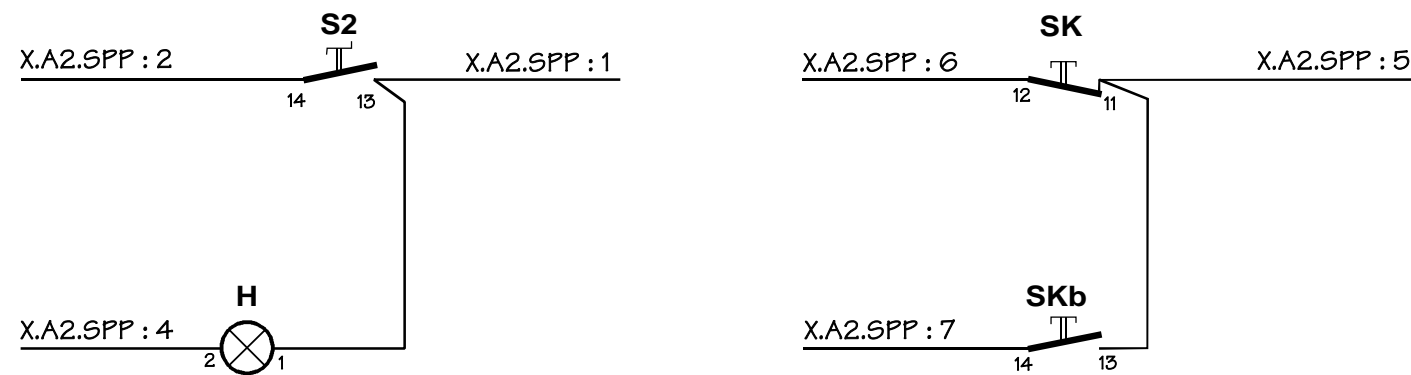 S2
X.A2.SPP : 2
X.A2.SPP : 1
14
13
H
X.A2.SPP : 4
2
1
SK
X.A2.SPP : 6
X.A2.SPP : 5
12
11
SKb
X.A2.SPP : 7
14
13